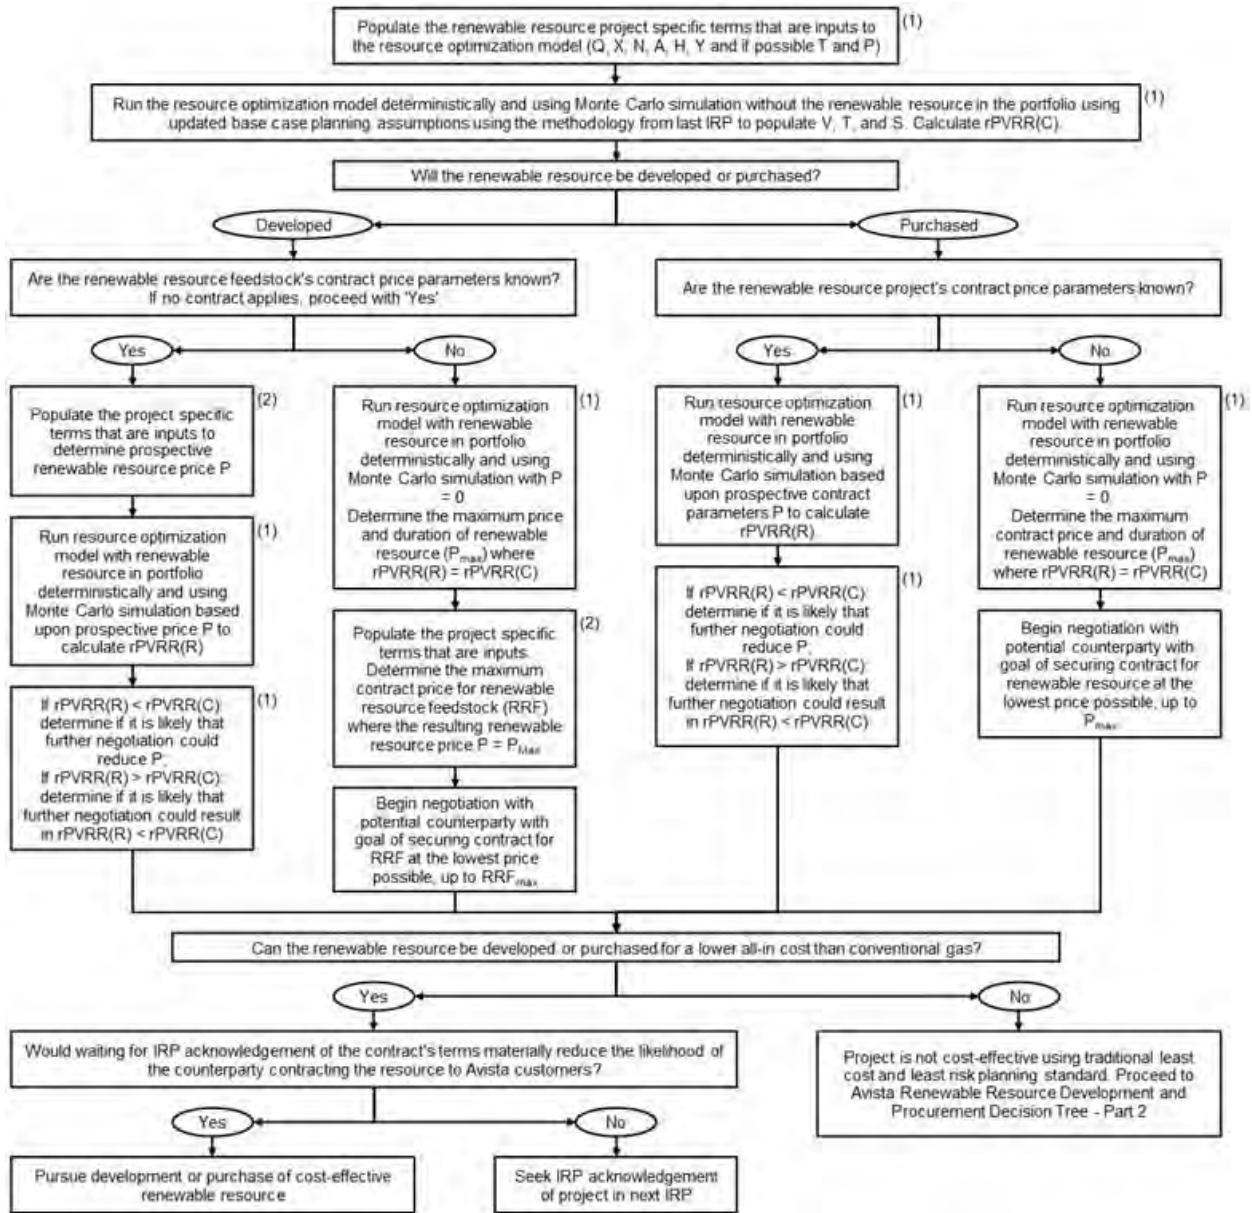 Populate the renewable resource project specific terms that are inputs to
the resource optimization model (Q, X, N, A, H, Y and if possible T and P)
(1)
Run the resource optimization model deterministically and using Monte Carlo simulation without the renewable resource in the portfolio using
updated base case planning assumptions using the methodology from last IRP to populate V, T, and S. Calculate rPVRR(C).
(1)
Will the renewable resource be developed or purchased?
Developed
Purchased
Are the renewable resource feedstock's contract price parameters known?
If no contract applies, proceed with 'Yes'
Are the renewable resource project's contract price parameters known?
Yes
No
Yes
No
Populate the project specific
terms that are inputs to
determine prospective
renewable resource price P
(2)
Run resource optimization
model with renewable
resource in portfolio
deterministically and using
Monte Carlo simulation based
upon prospective price P to
calculate rPVRR(R)
(1)
If rPVRR(R) < rPVRR(C)
determine if it is likely that
further negotiation could
reduce P;
If rPVRR(R) > rPVRR(C)
determine if it is likely that
further negotiation could result
in rPVRR(R) < rPVRR(C)
(1)
Run resource optimization
model with renewable
resource in portfolio
deterministically and using
Monte Carlo simulation with P
= 0
Determine the maximum price
and duration of renewable
resource (Pmax) where
rPVRR(R) = rPVRR(C)
(1)
Populate the project specific
terms that are inputs.
Determine the maximum
contract price for renewable
resource feedstock (RRF)
where the resulting renewable
resource price P = PMax
(2)
Begin negotiation with
potential counterparty with
goal of securing contract for
RRF at the lowest price
possible, up to RRFmax
Run resource optimization
model with renewable
resource in portfolio
deterministically and using
Monte Carlo simulation based
upon prospective contract
parameters P to calculate
rPVRR(R)
(1)
If rPVRR(R) < rPVRR(C)
determine if it is likely that
further negotiation could
reduce P;
If rPVRR(R) > rPVRR(C)
determine if it is likely that
further negotiation could result
in rPVRR(R) < rPVRR(C)
(1)
Run resource optimization
model with renewable
resource in portfolio
deterministically and using
Monte Carlo simulation with P
= 0
Determine the maximum
contract price and duration of
renewable resource (Pmax)
where rPVRR(R) = rPVRR(C)
(1)
Begin negotiation with
potential counterparty with
goal of securing contract for
renewable resource at the
lowest price possible, up to
Pmax
Can the renewable resource be developed or purchased for a lower all-in cost than conventional gas?
Yes
No
Would waiting for IRP acknowledgement of the contract's terms materially reduce the likelihood of
the counterparty contracting the resource to Avista customers?
Project is not cost-effective using traditional least
cost and least risk planning standard. Proceed to
Avista Renewable Resource Development and
Procurement Decision Tree - Part 2
Yes
No
Pursue development or purchase of cost-effective
renewable resource
Seek IRP acknowledgement
of project in next IRP